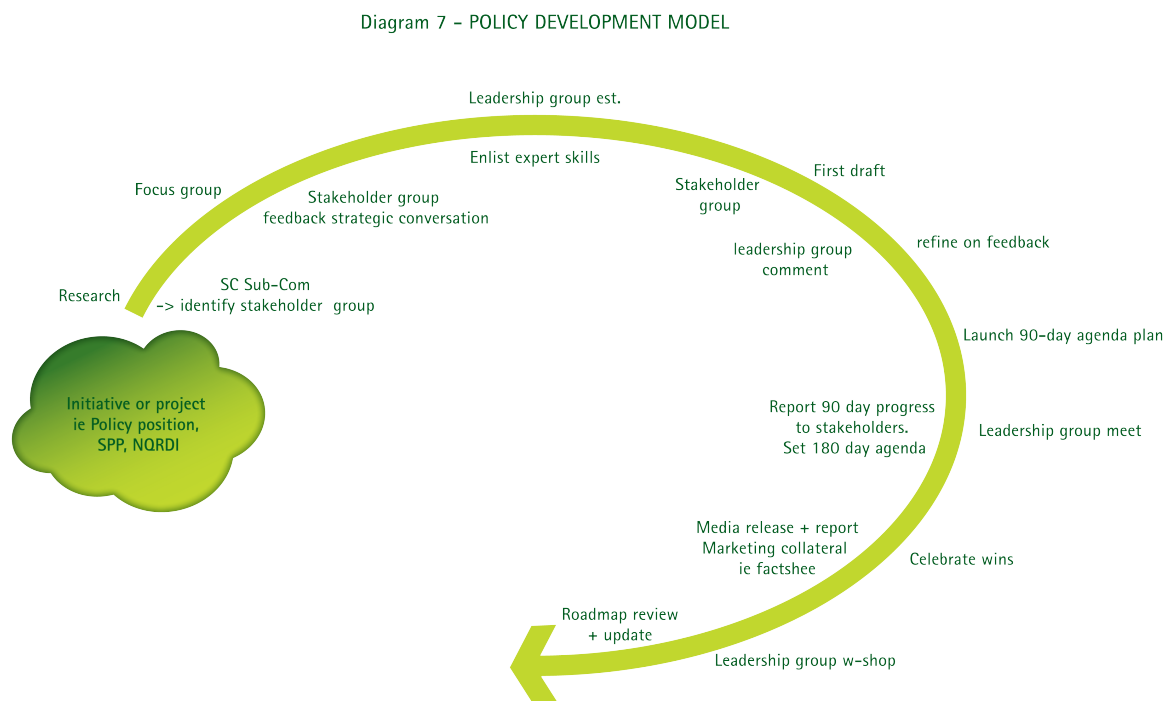 Diagram 7 - POLICY DEVELOPMENT MODEL
Leadership group est.
Enlist expert skills
First draft
Stakeholder
group
Focus group
Stakeholder group
feedback strategic conversation
refine on feedback
leadership group
comment
Research
SC Sub-Com
-> identify stakeholder group
Launch 90-day agenda plan
Initiative or project
ie Policy position,
SPP, NQRDI
Report 90 day progress
to stakeholders.
Set 180 day agenda
Leadership group meet
Media release + report
Marketing collateral
ie factshee
Celebrate wins
Roadmap review
+ update
Leadership group w-shop